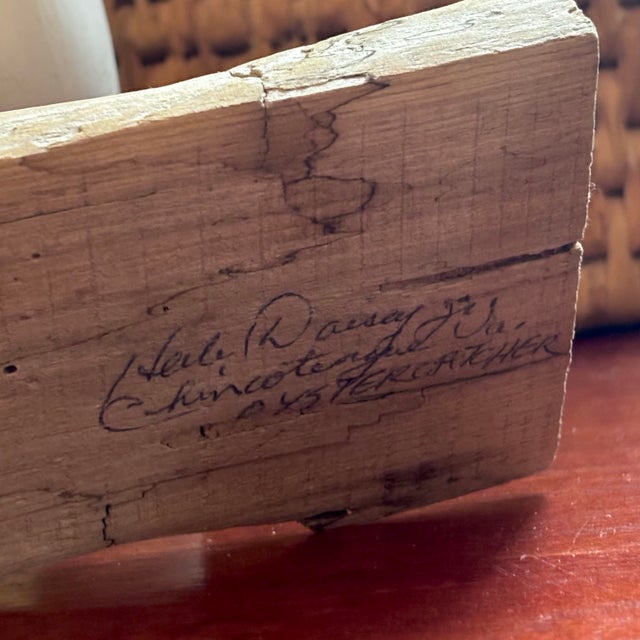 Herb Daisey Jr.
Chincoteague Va.
OYSTERCATCHER